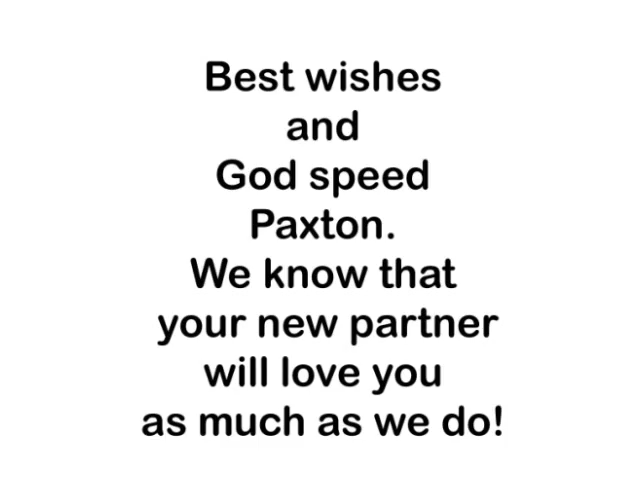 Best wishes
and
God speed
Paxton.
We know that
your new partner
will love you
as much as we do!